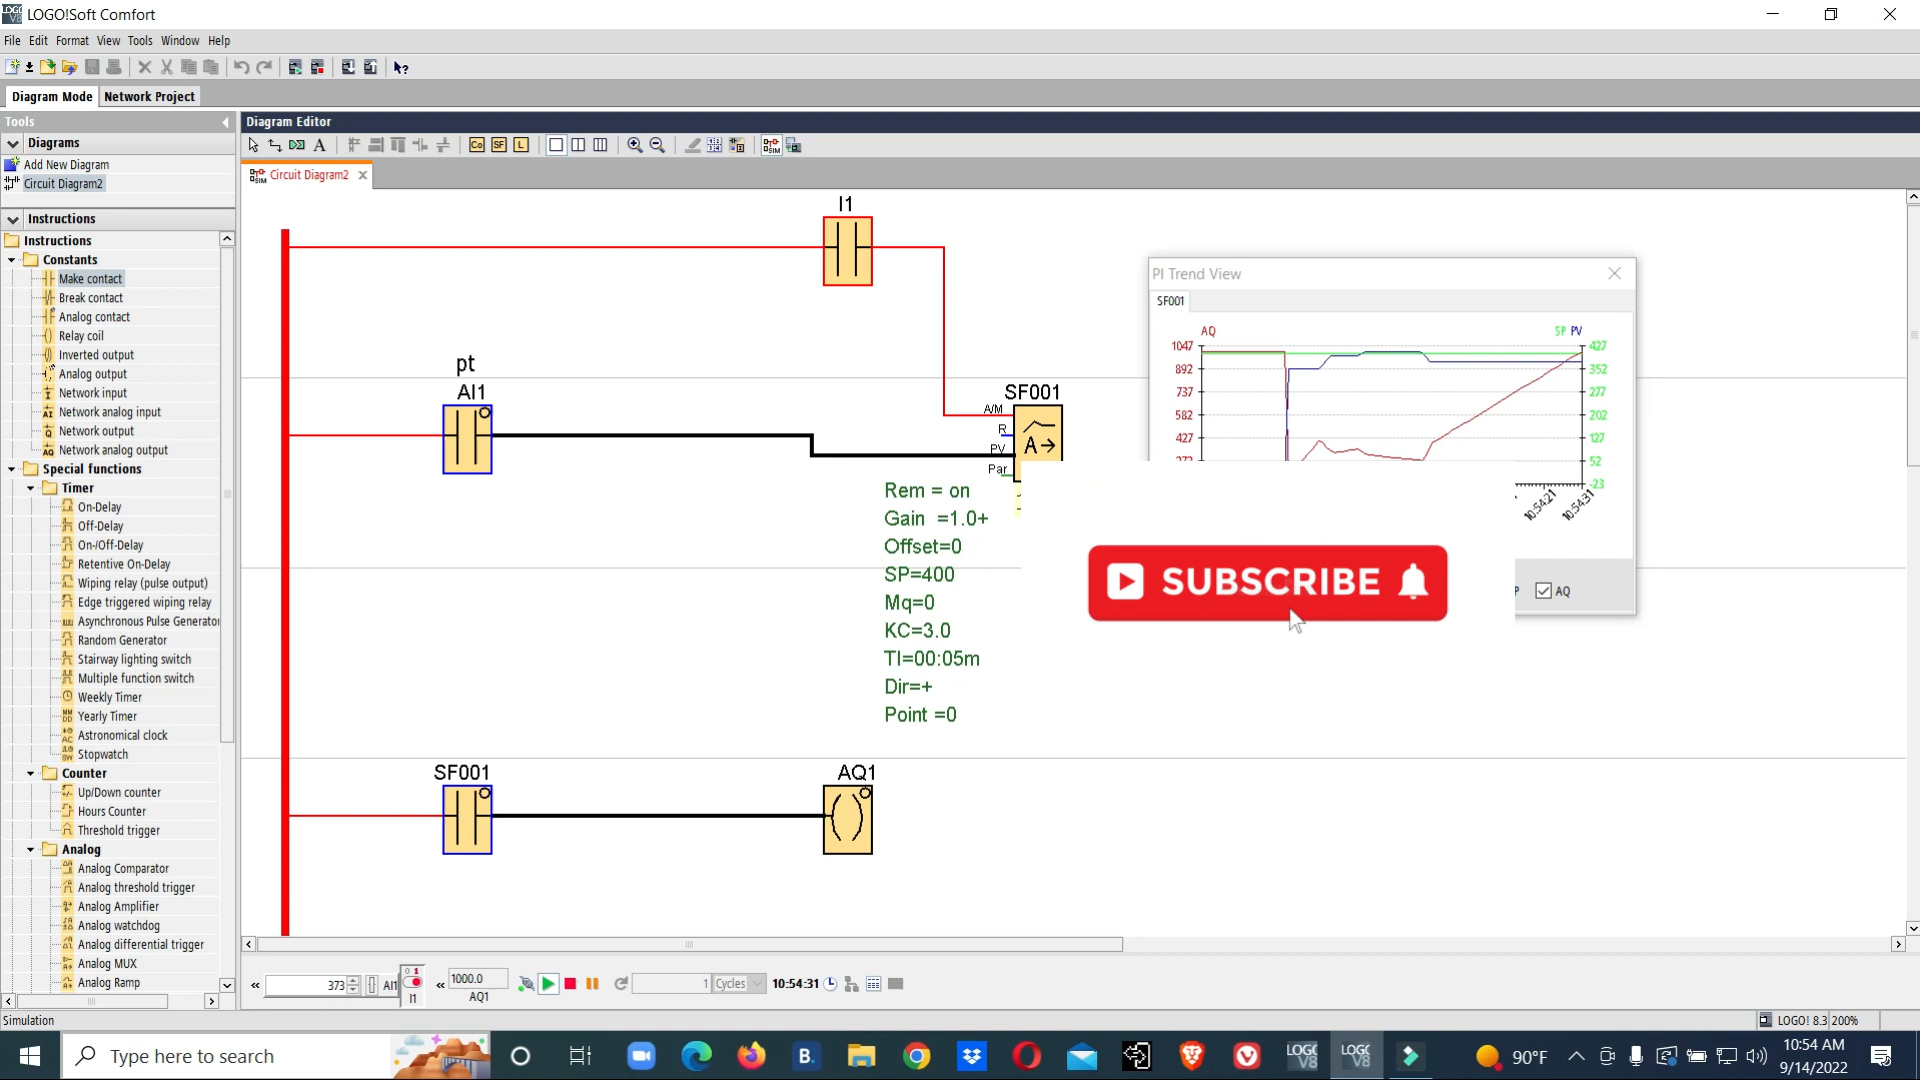 LOGO!Soft Comfort
File Edit Format View Tools Window Help
Diagram Mode Network Project
Tools
Diagrams
Add New Diagram
Circuit Diagram2
Instructions
Instructions
Constants
Make contact
Break contact
Analog contact
Relay coil
Inverted output
Analog output
Network input
Network analog input
Network output
Network analog output
Special functions
Timer
On-Delay
Off-Delay
On-/Off-Delay
Retentive On-Delay
Wiping relay (pulse output)
Edge triggered wiping relay
Asynchronous Pulse Generator
Random Generator
Stairway lighting switch
Multiple function switch
Weekly Timer
Yearly Timer
Astronomical clock
Stopwatch
Counter
Up/Down counter
Hours Counter
Threshold trigger
Analog
Analog Comparator
Analog threshold trigger
Analog Amplifier
Analog watchdog
Analog differential trigger
Analog MUX
Analog Ramp
Diagram Editor
A Co SF L
Circuit Diagram2
I1
pt
AI1
SF001
A/M
R
PV
Par
A→
Rem = on
Gain =1.0+
Offset=0
SP=400
Mq=0
KC=3.0
TI=00:05m
Dir=+
Point =0
SF001
AQ1
PI Trend View
SF001
AQ SP PV
1047 427
892 352
737 277
582 202
427 127
272 52
-23
10:54:21 10:54:31
AQ
SUBSCRIBE
« 373 AI1 0 1 I1 « 1000.0 AQ1 1 Cycles 10:54:31
Simulation
LOGO! 8.3 200%
Type here to search
B.
LOGO V8
LOGO V8
90°F
10:54 AM
9/14/2022